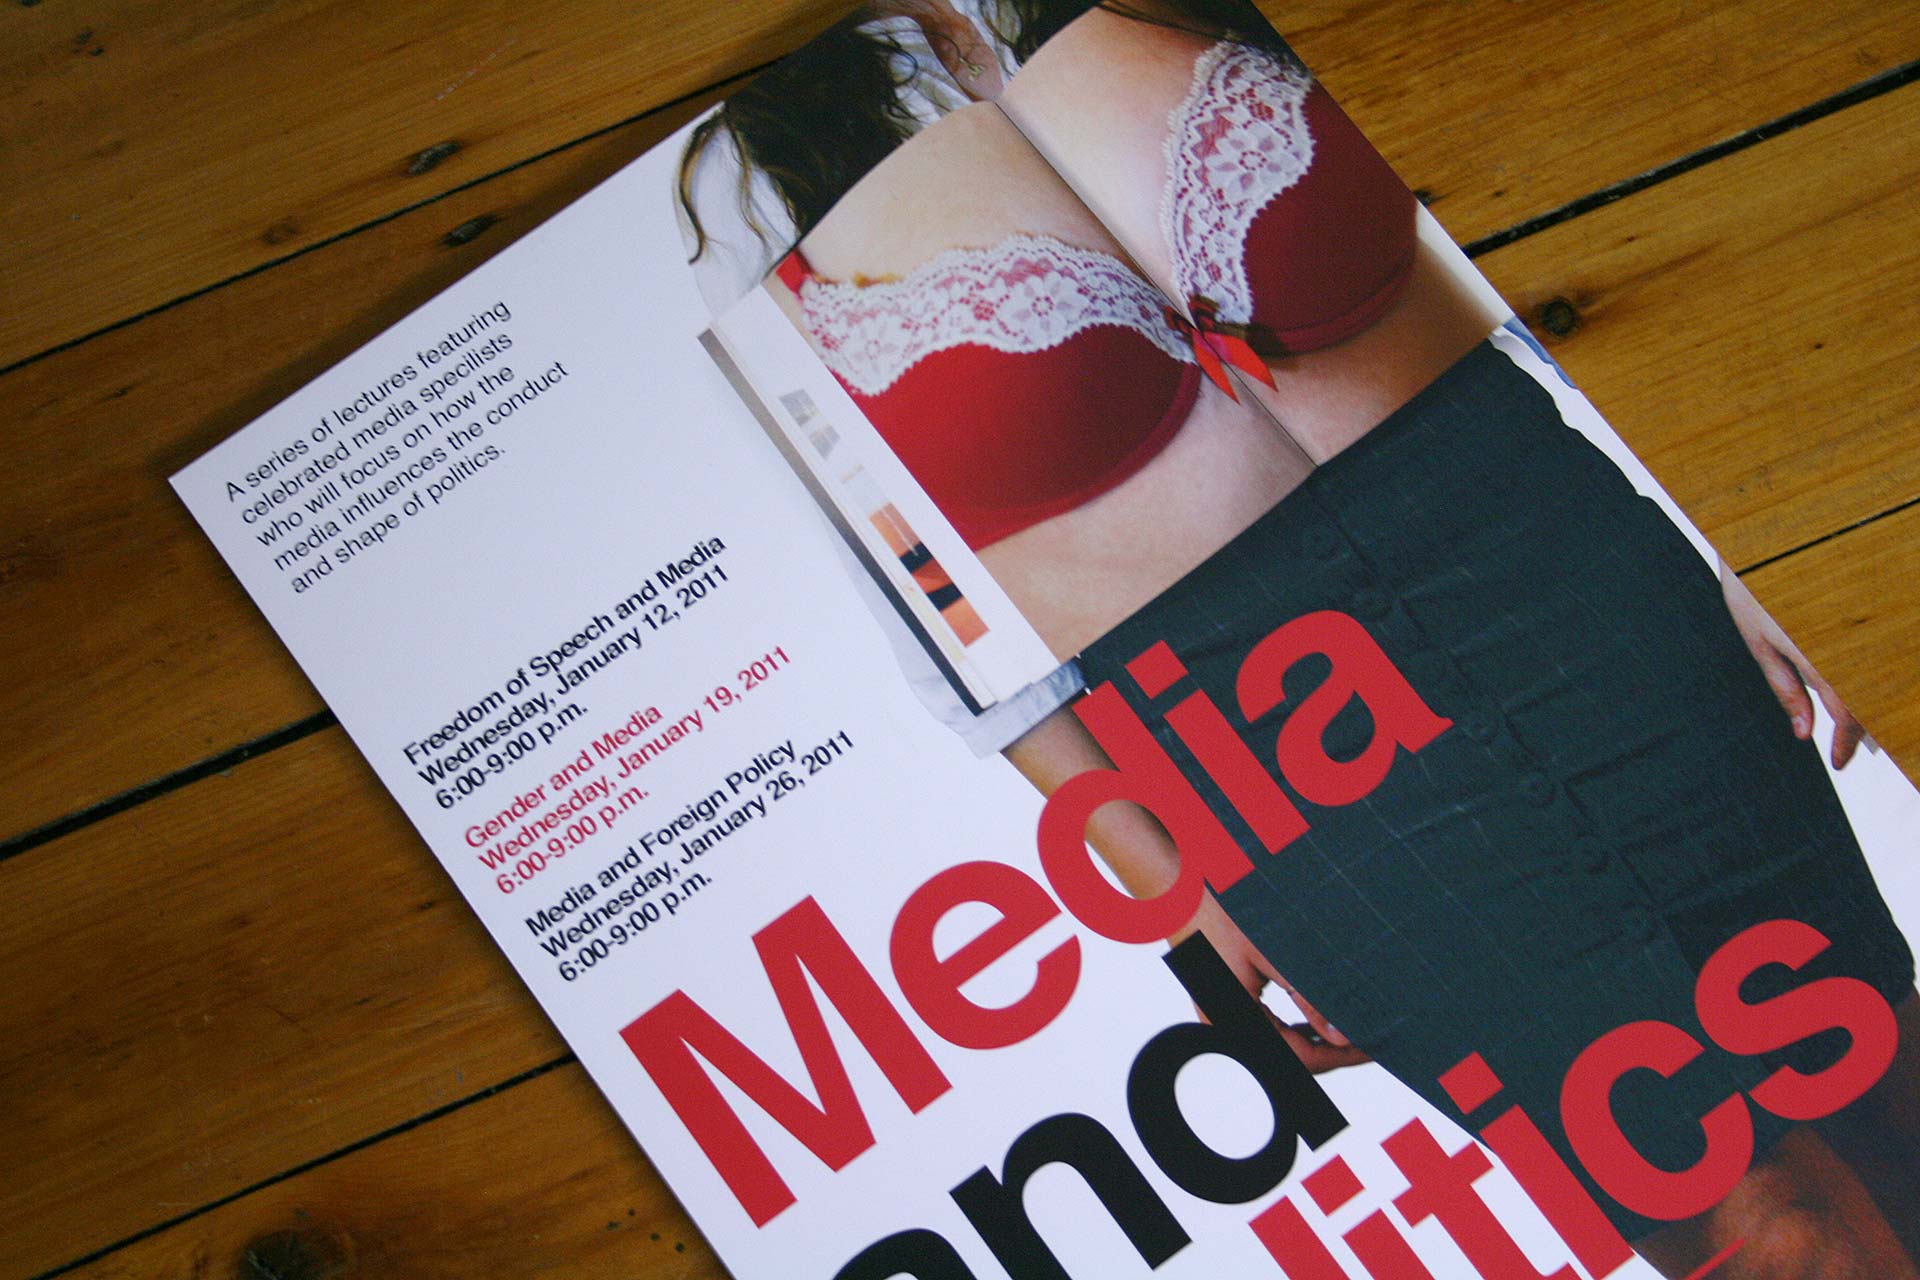 A series of lectures featuring
celebrated media specilists
who will focus on how the
media influences the conduct
and shape of politics.
Freedom of Speech and Media
Wednesday, January 12, 2011
6:00-9:00 p.m.
Gender and Media
Wednesday, January 19, 2011
6:00-9:00 p.m.
Media and Foreign Policy
Wednesday, January 26, 2011
6:00-9:00 p.m.
Media
and
litics